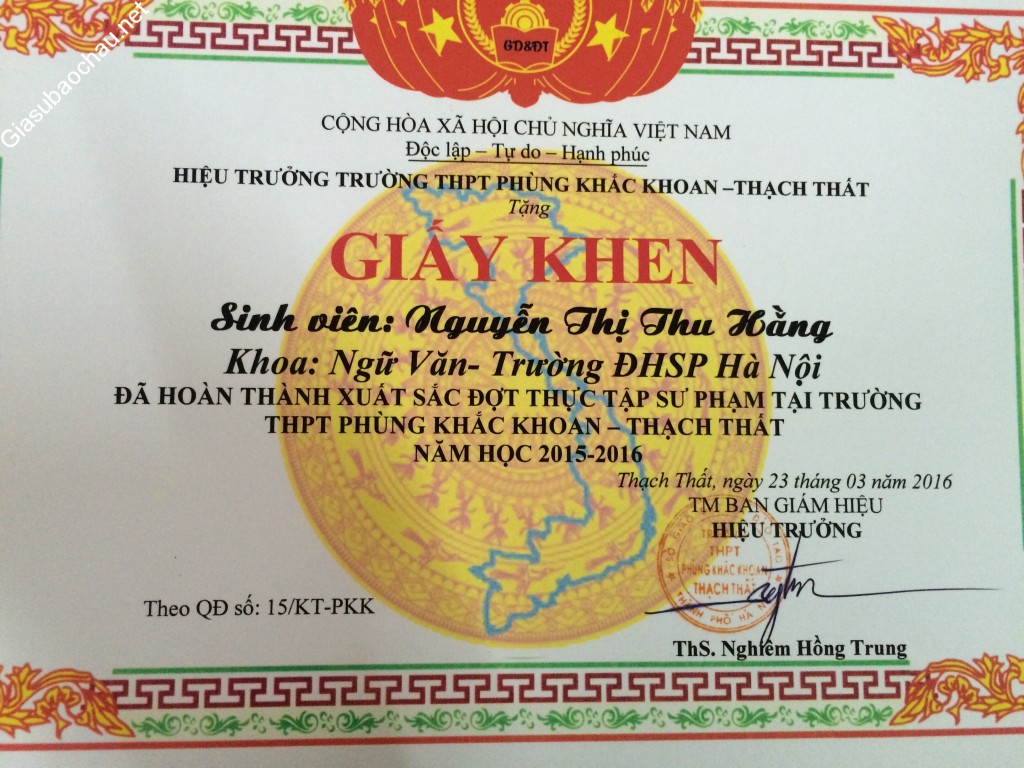 Giasubaochau.net
GD&ĐT
CỘNG HÒA XÃ HỘI CHỦ NGHĨA VIỆT NAM
Độc lập – Tự do – Hạnh phúc
HIỆU TRƯỞNG TRƯỜNG THPT PHÙNG KHẮC KHOAN –THẠCH THẤT
Tặng
GIẤY KHEN
Sinh viên: Nguyễn Thị Thu Hằng
Khoa: Ngữ Văn- Trường ĐHSP Hà Nội
ĐÃ HOÀN THÀNH XUẤT SẮC ĐỢT THỰC TẬP SƯ PHẠM TẠI TRƯỜNG
THPT PHÙNG KHẮC KHOAN – THẠCH THẤT
NĂM HỌC 2015-2016
Thạch Thất, ngày 23 tháng 03 năm 2016
TM BAN GIÁM HIỆU
HIỆU TRƯỞNG
THPT
PHÙNG KHẮC KHOAN
THẠCH THẤT
THÀNH PHỐ HÀ NỘI
Theo QĐ số: 15/KT-PKK
ThS. Nghiêm Hồng Trung